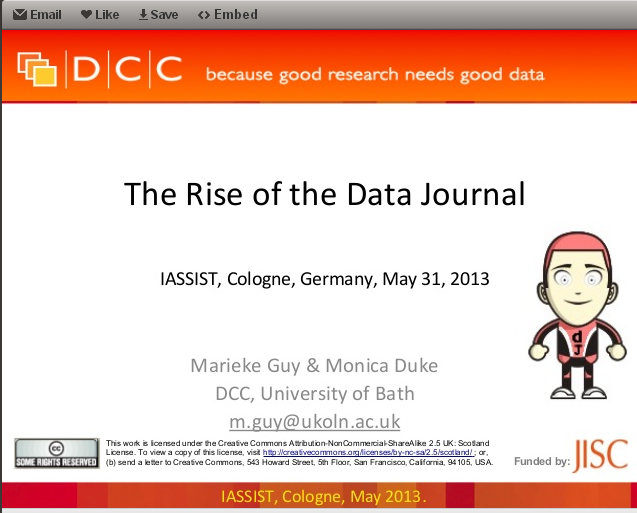 Email Like Save Embed
D|C|C because good research needs good data
The Rise of the Data Journal
IASSIST, Cologne, Germany, May 31, 2013
dJ
Marieke Guy & Monica Duke
DCC, University of Bath
m.guy@ukoln.ac.uk
cc
SOME RIGHTS RESERVED
This work is licensed under the Creative Commons Attribution-NonCommercial-ShareAlike 2.5 UK: Scotland
License. To view a copy of this license, visit http://creativecommons.org/licenses/by-nc-sa/2.5/scotland/ ; or,
(b) send a letter to Creative Commons, 543 Howard Street, 5th Floor, San Francisco, California, 94105, USA.
Funded by: JISC
IASSIST, Cologne, May 2013.